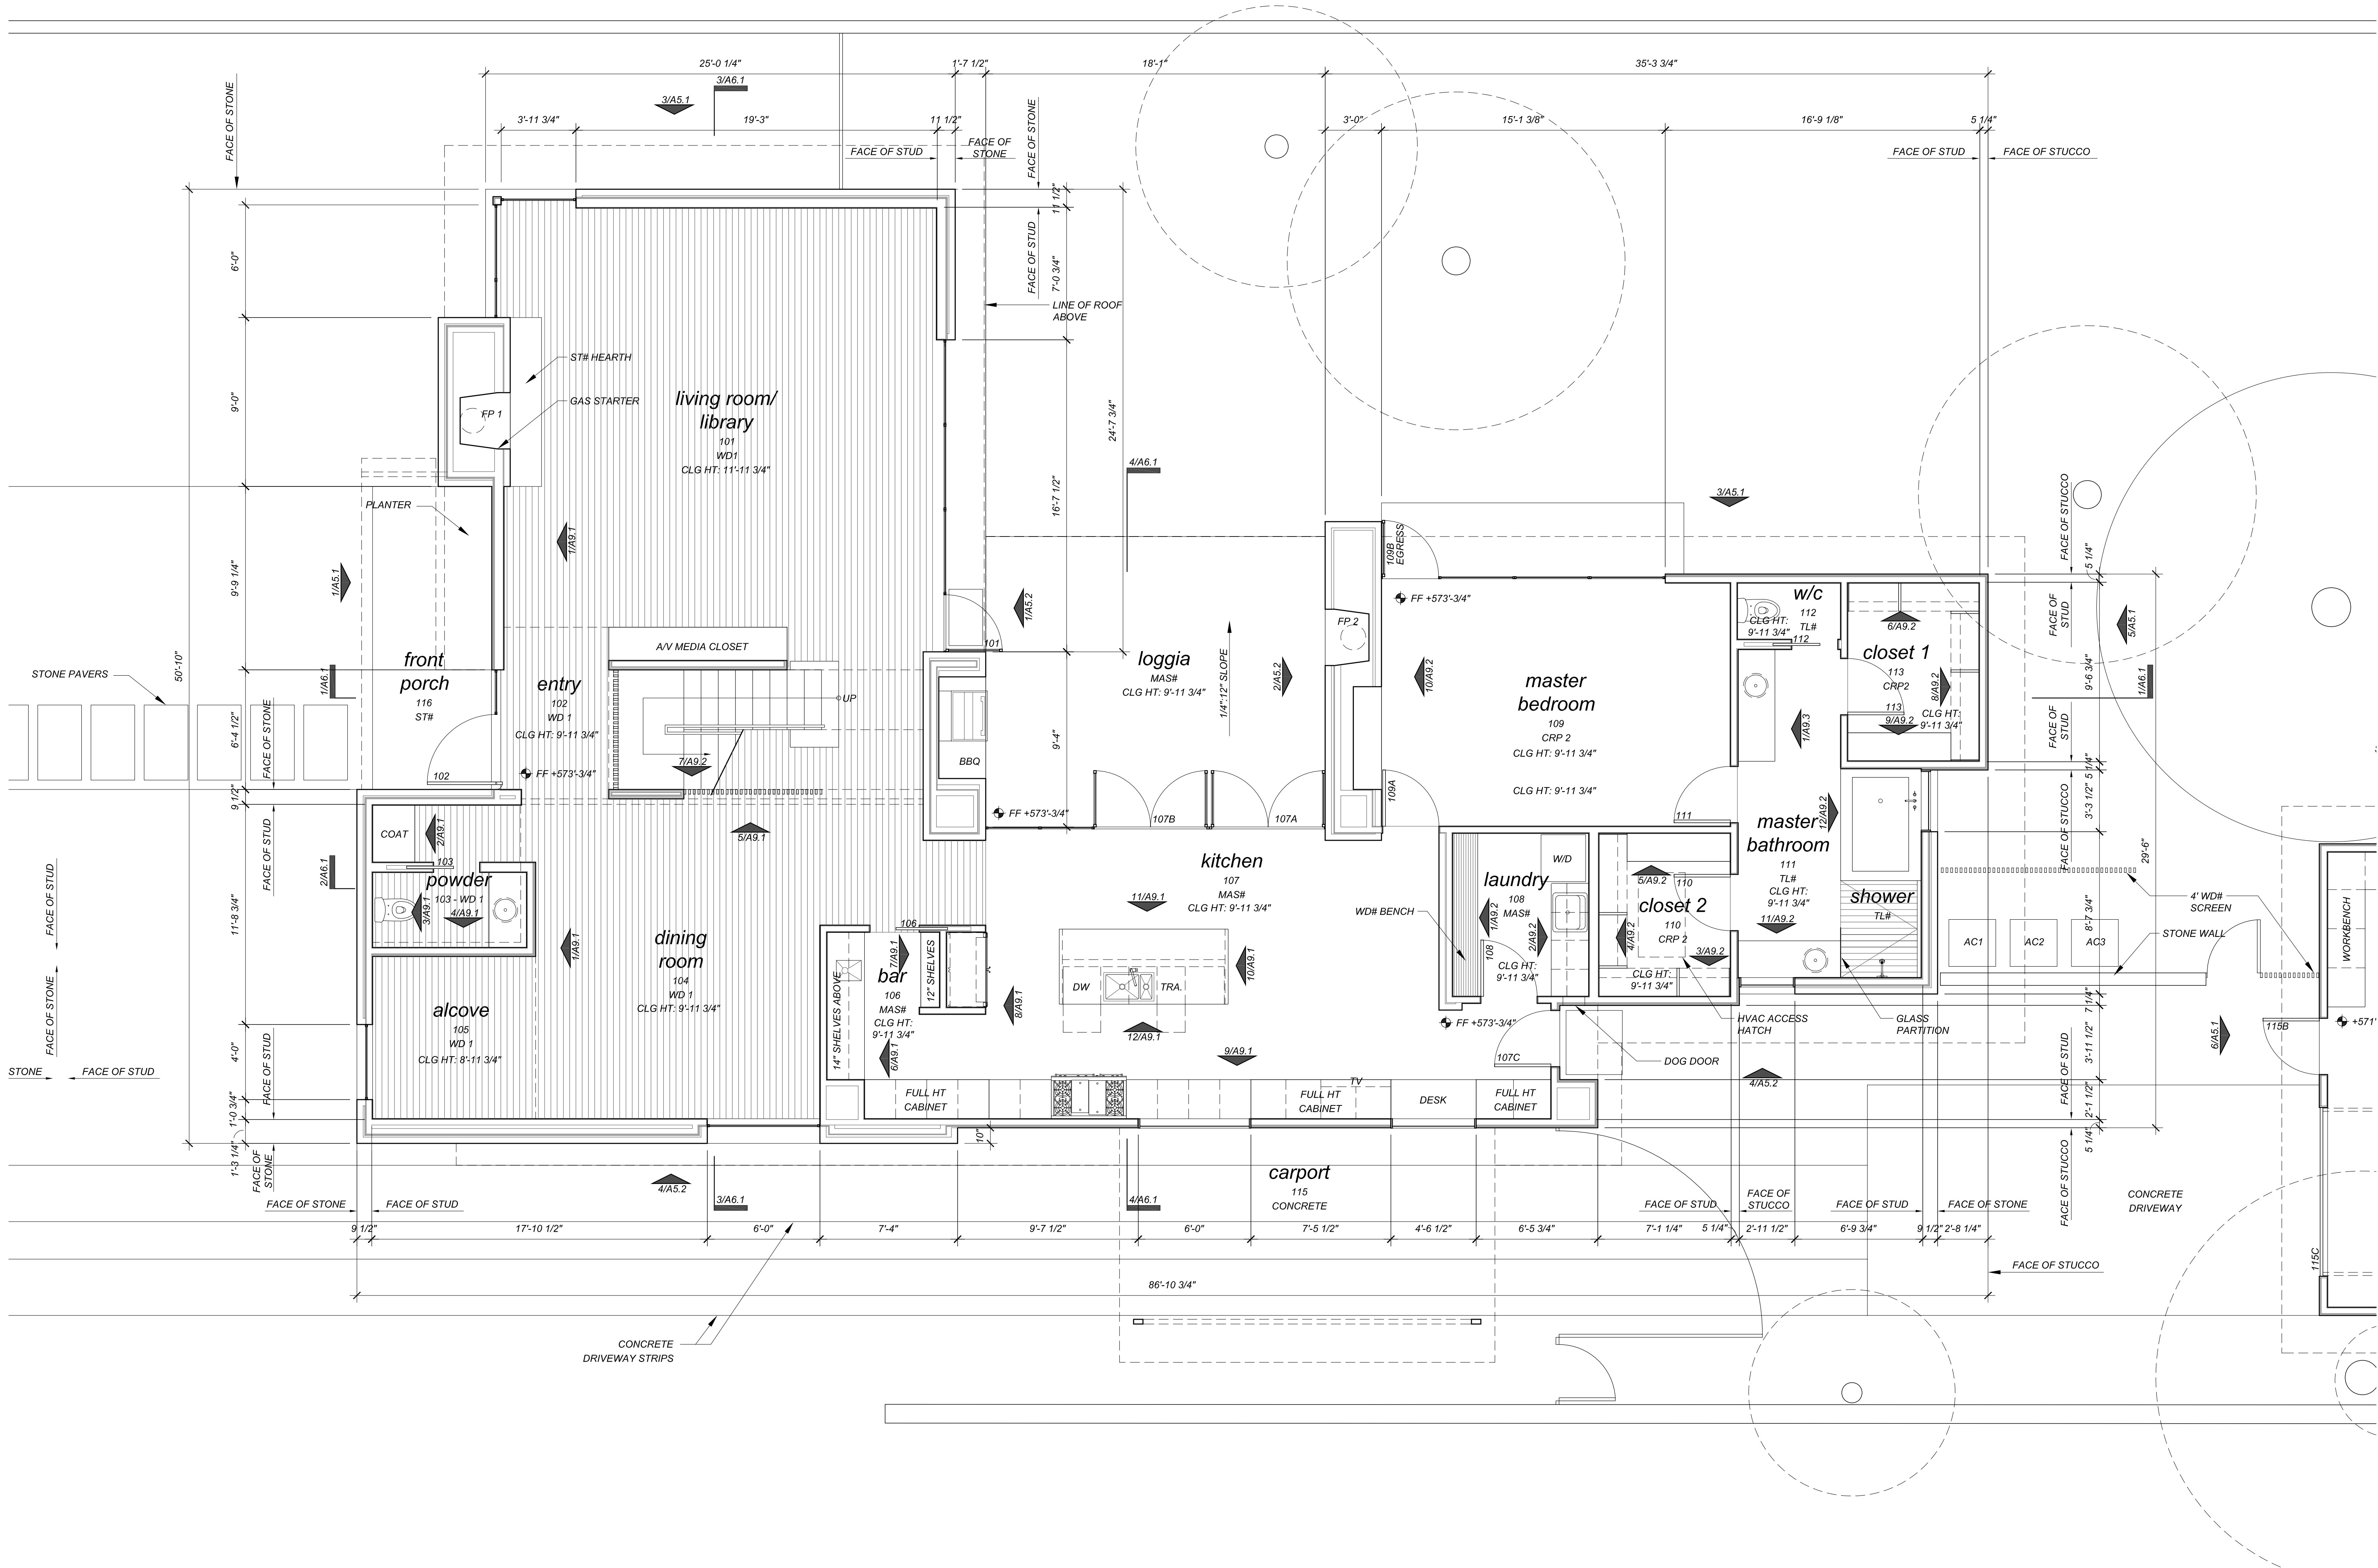 25'-0 1/4"
1'-7 1/2"
18'-1"
35'-3 3/4"
3/A6.1
3/A5.1
3'-11 3/4"
19'-3"
11 1/2"
3'-0"
15'-1 3/8"
16'-9 1/8"
5 1/4"
FACE OF STONE
FACE OF STUD
FACE OF
STONE
FACE OF STONE
FACE OF STUD
FACE OF STUCCO
11 1/2"
FACE OF STUD
7'-0 3/4"
6'-0"
LINE OF ROOF
ABOVE
ST# HEARTH
GAS STARTER
FP 1
9'-0"
living room/
library
101
WD1
CLG HT: 11'-11 3/4"
24'-7 3/4"
4/A6.1
16'-7 1/2"
PLANTER
1/A9.1
1/A5.1
9'-9 1/4"
3/A5.1
109B
EGRESS
FACE OF STUCCO
5 1/4"
FACE OF
STUD
5/A5.1
FF +573'-3/4"
w/c
112
TL#
CLG HT:
9'-11 3/4"
112
6/A9.2
1/A5.2
FP 2
101
A/V MEDIA CLOSET
50'-10"
STONE PAVERS
1/A6.1
front
porch
116
ST#
entry
102
WD 1
CLG HT: 9'-11 3/4"
UP
loggia
MAS#
CLG HT: 9'-11 3/4"
1/4":12" SLOPE
2/A5.2
10/A9.2
master
bedroom
109
CRP 2
CLG HT: 9'-11 3/4"
CLG HT: 9'-11 3/4"
closet 1
113
CRP2
8/A9.2
113
CLG HT:
9'-11 3/4"
9/A9.2
1/A9.3
9'-6 3/4"
1/A6.1
FACE OF
STUD
5 1/4"
6'-4 1/2"
FACE OF STONE
102
FF +573'-3/4"
7/A9.2
BBQ
9'-4"
9 1/2"
FACE OF STUD
COAT
2/A9.1
5/A9.1
FF +573'-3/4"
107B
107A
109A
111
master
bathroom
111
TL#
CLG HT:
9'-11 3/4"
12/A9.2
3'-3 1/2"
FACE OF STUCCO
29'-6"
103
powder
103 - WD 1
4/A9.1
3/A9.1
2/A6.1
11'-8 3/4"
FACE OF STUD
FACE OF STONE
kitchen
107
MAS#
CLG HT: 9'-11 3/4"
11/A9.1
WD# BENCH
W/D
laundry
108
MAS#
1/A9.2
2/A9.2
108
CLG HT:
9'-11 3/4"
5/A9.2
110
closet 2
110
CRP 2
4/A9.2
3/A9.2
CLG HT:
9'-11 3/4"
11/A9.2
shower
TL#
4' WD#
SCREEN
STONE WALL
AC1
AC2
AC3
8'-7 3/4"
WORKBENCH
1/A9.1
dining
room
104
WD 1
CLG HT: 9'-11 3/4"
106
7/A9.1
12" SHELVES
bar
106
MAS#
CLG HT:
9'-11 3/4"
14" SHELVES ABOVE
6/A9.1
8/A9.1
10/A9.1
DW
TRA.
12/A9.1
9/A9.1
alcove
105
WD 1
CLG HT: 8'-11 3/4"
4'-0"
FACE OF STUD
STONE
FACE OF STUD
FF +573'-3/4"
HVAC ACCESS
HATCH
GLASS
PARTITION
DOG DOOR
107C
4/A5.2
7 1/4"
3'-11 1/2"
FACE OF STUD
2'-1 1/2"
5 1/4"
6/A5.1
115B
+571'
1'-0 3/4"
1'-3 1/4"
FACE OF
STONE
FULL HT
CABINET
TV
FULL HT
CABINET
DESK
FULL HT
CABINET
10"
FACE OF STUCCO
carport
115
CONCRETE
4/A5.2
3/A6.1
4/A6.1
FACE OF STONE
FACE OF STUD
FACE OF STUD
FACE OF
STUCCO
FACE OF STUD
FACE OF STONE
CONCRETE
DRIVEWAY
9 1/2"
17'-10 1/2"
6'-0"
7'-4"
9'-7 1/2"
6'-0"
7'-5 1/2"
4'-6 1/2"
6'-5 3/4"
7'-1 1/4"
5 1/4"
2'-11 1/2"
6'-9 3/4"
9 1/2"
2'-8 1/4"
115C
FACE OF STUCCO
86'-10 3/4"
CONCRETE
DRIVEWAY STRIPS